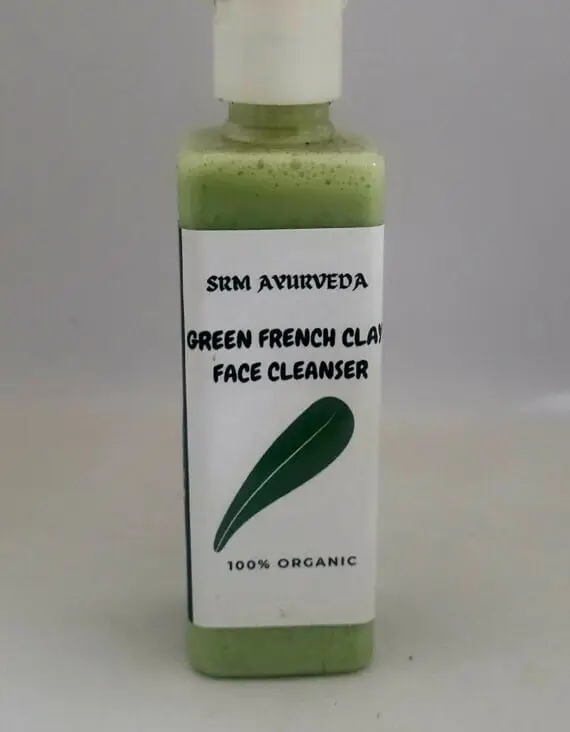 SRM AYURVEDA
GREEN FRENCH CLAY
FACE CLEANSER
100% ORGANIC